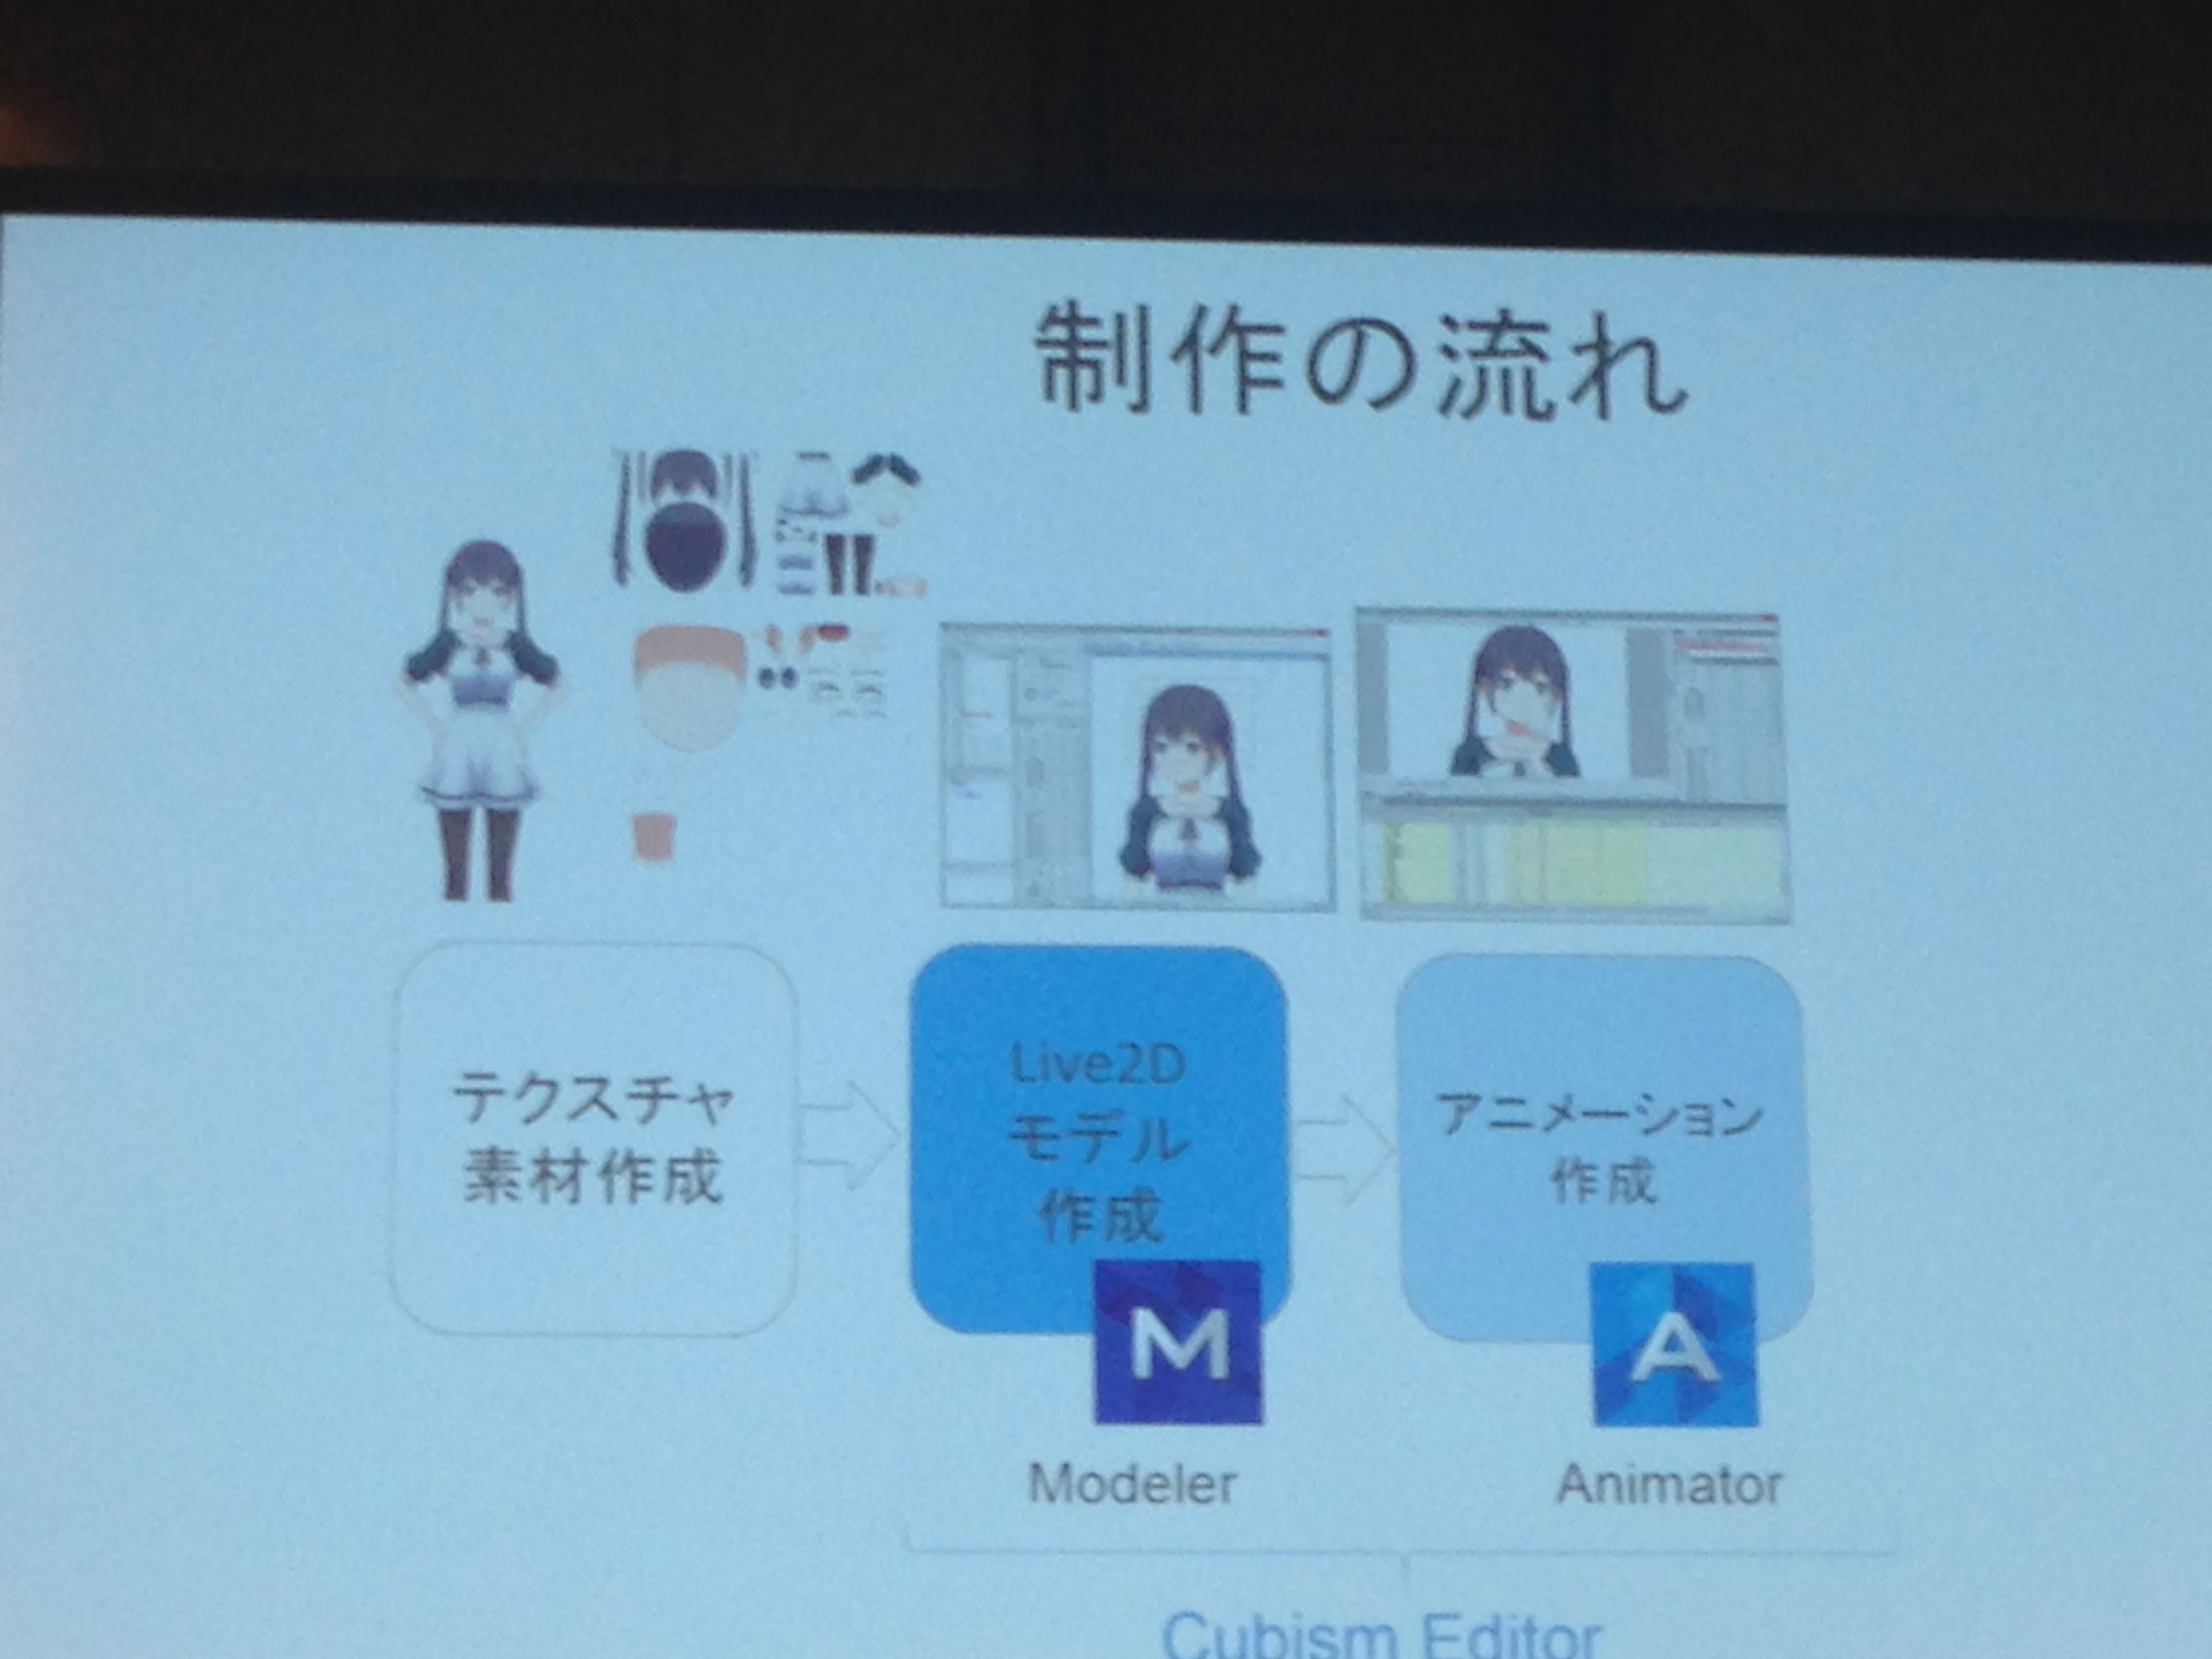 制作の流れ
テクスチャ
素材作成
Live2D
モデル
作成
アニメーション
作成
M
A
Modeler
Animator
Cubism Editor